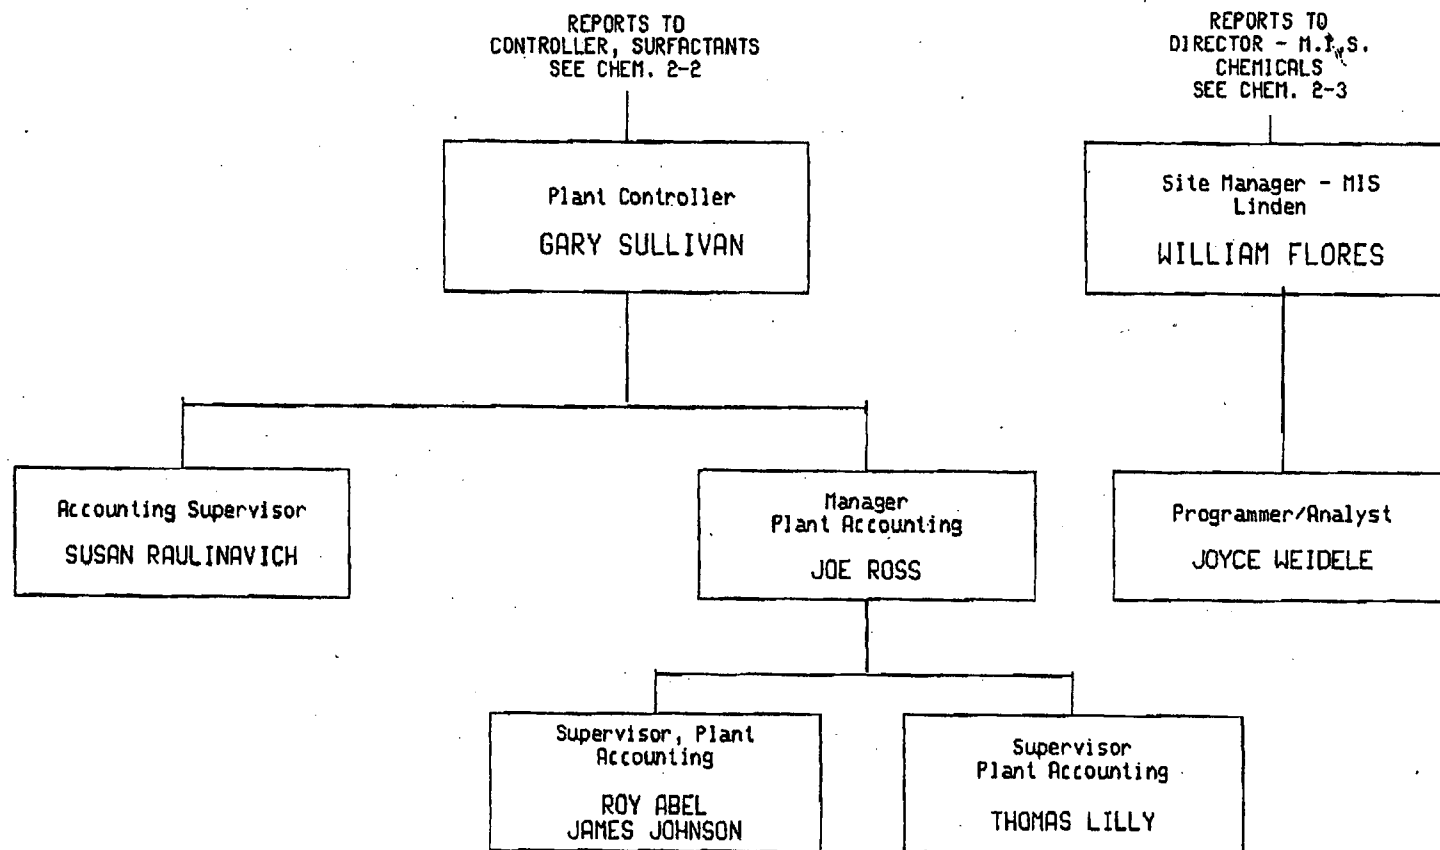 REPORTS TO
CONTROLLER, SURFACTANTS
SEE CHEM. 2-2
REPORTS TO
DIRECTOR - M.I.S.
CHEMICALS
SEE CHEM. 2-3
Plant Controller
GARY SULLIVAN
Site Manager - MIS
Linden
WILLIAM FLORES
Accounting Supervisor
SUSAN RAULINAVICH
Manager
Plant Accounting
JOE ROSS
Programmer/Analyst
JOYCE WEIDELE
Supervisor, Plant
Accounting
ROY ABEL
JAMES JOHNSON
Supervisor
Plant Accounting
THOMAS LILLY